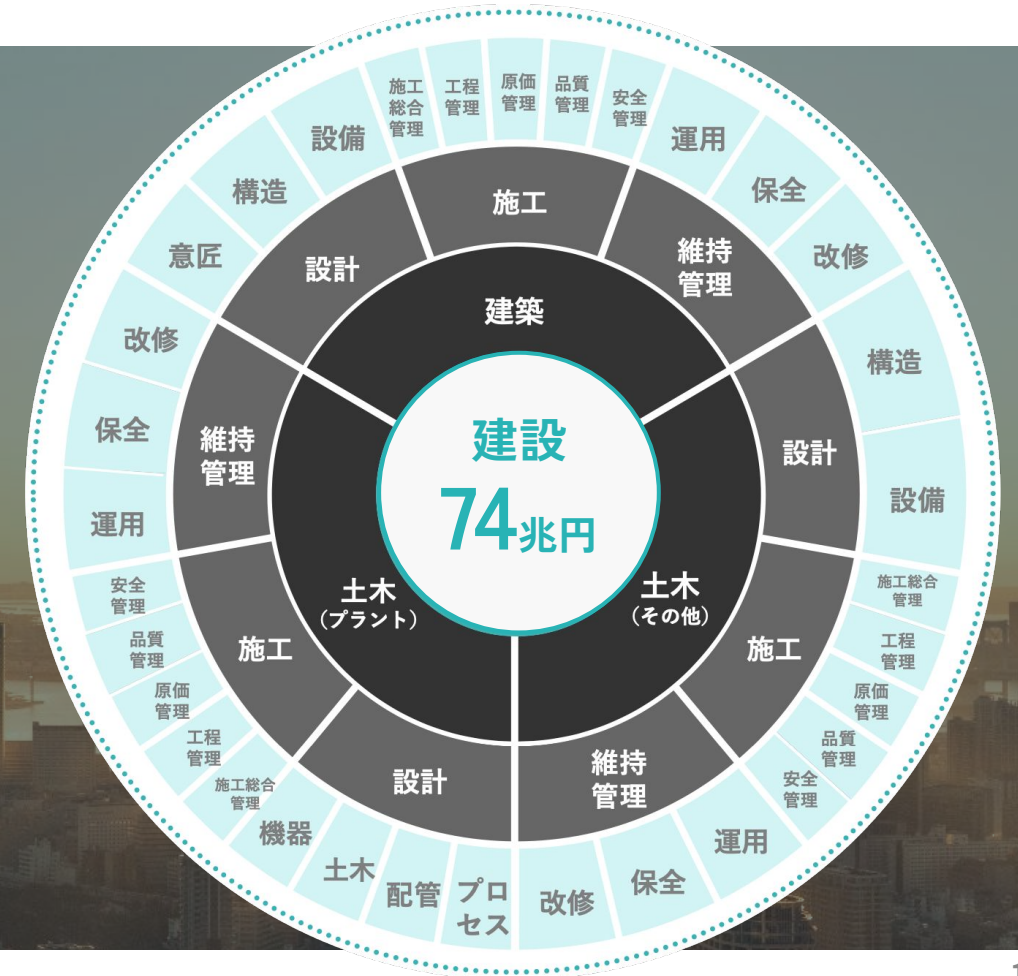 建設
74兆円
建築
土木
（その他）
土木
（プラント）
設計
施工
維持
管理
設計
施工
維持
管理
設計
施工
維持
管理
意匠
構造
設備
施工
総合
管理
工程
管理
原価
管理
品質
管理
安全
管理
運用
保全
改修
構造
設備
施工総合
管理
工程
管理
原価
管理
品質
管理
安全
管理
運用
保全
改修
プロ
セス
配管
土木
機器
施工総合
管理
工程
管理
原価
管理
品質
管理
安全
管理
運用
保全
改修